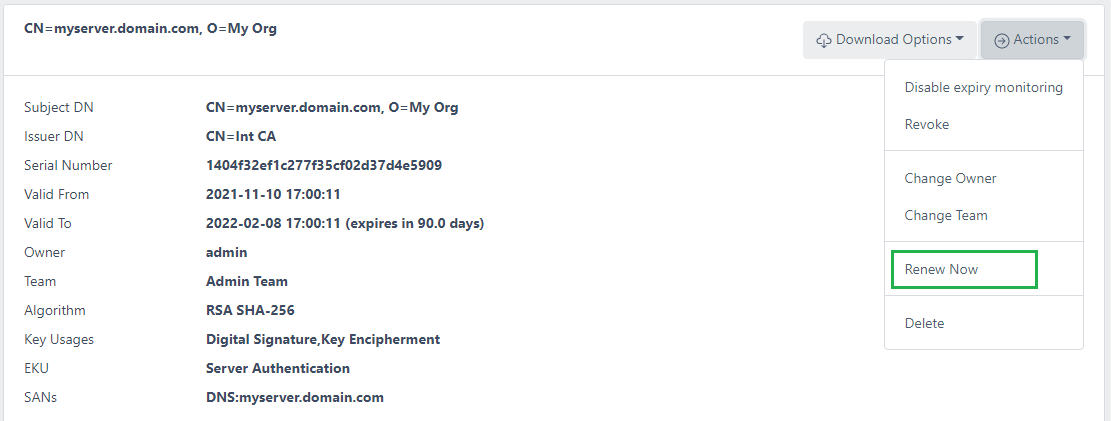 CN=myserver.domain.com, O=My Org
Download Options
Actions
Disable expiry monitoring
Revoke
Change Owner
Change Team
Renew Now
Delete
Subject DN CN=myserver.domain.com, O=My Org
Issuer DN CN=Int CA
Serial Number 1404f32ef1c277f35cf02d37d4e5909
Valid From 2021-11-10 17:00:11
Valid To 2022-02-08 17:00:11 (expires in 90.0 days)
Owner admin
Team Admin Team
Algorithm RSA SHA-256
Key Usages Digital Signature,Key Encipherment
EKU Server Authentication
SANs DNS:myserver.domain.com